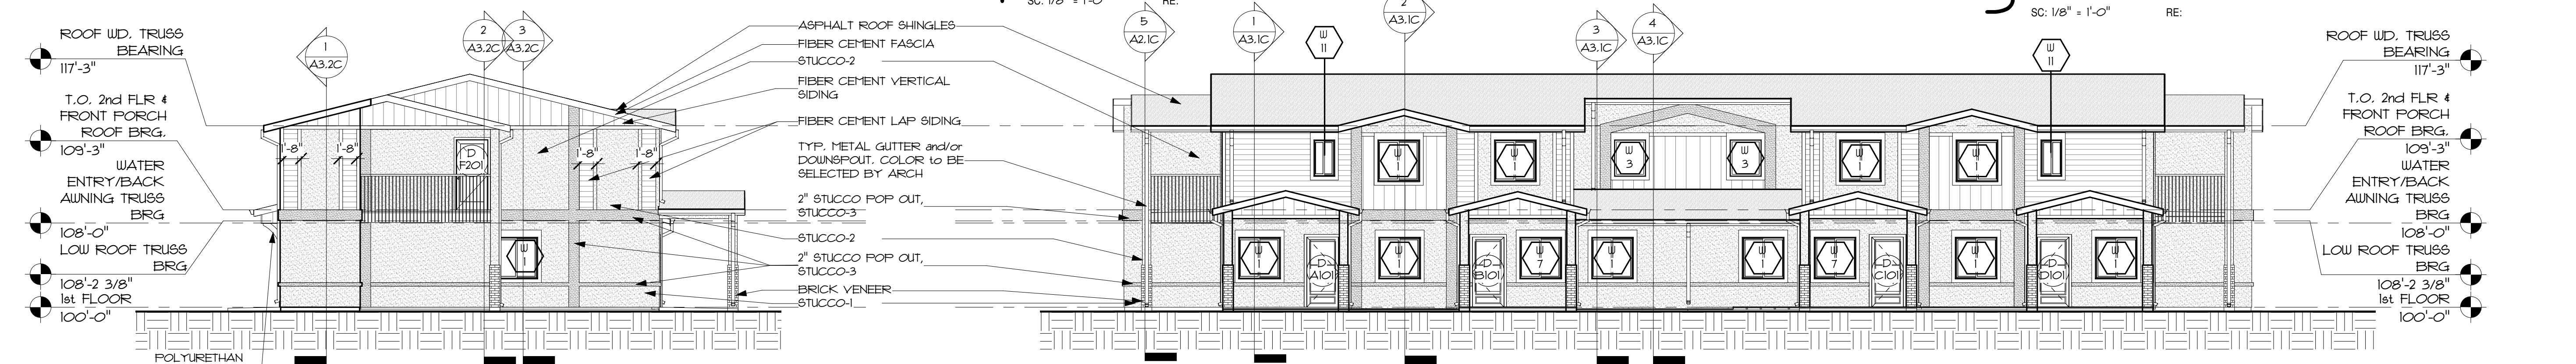 SC: 1/8" = 1'-0"
RE:
SC: 1/8" = 1'-0"
RE:
ROOF WD. TRUSS
BEARING
117'-3"
T.O. 2nd FLR &
FRONT PORCH
ROOF BRG.
109'-3"
WATER
ENTRY/BACK
AWNING TRUSS
BRG
108'-0"
LOW ROOF TRUSS
BRG
108'-2 3/8"
1st FLOOR
100'-0"
1
A3.2C
2
A3.2C
3
A3.2C
1'-8"
1'-8"
1'-8"
1'-8"
D
F201
W
1
POLYURETHAN
ASPHALT ROOF SHINGLES
FIBER CEMENT FASCIA
STUCCO-2
FIBER CEMENT VERTICAL
SIDING
FIBER CEMENT LAP SIDING
TYP. METAL GUTTER and/or
DOWNSPOUT, COLOR to BE
SELECTED BY ARCH
2" STUCCO POP OUT,
STUCCO-3
STUCCO-2
2" STUCCO POP OUT,
STUCCO-3
BRICK VENEER
STUCCO-1
5
A2.1C
1
A3.1C
W
11
2
A3.1C
3
A3.1C
4
A3.1C
W
11
W
1
W
1
W
3
W
3
W
1
W
1
W
1
D
A101
W
1
D
B101
W
7
W
1
W
1
W
7
D
C101
W
1
D
D101
W
1
ROOF WD. TRUSS
BEARING
117'-3"
T.O. 2nd FLR &
FRONT PORCH
ROOF BRG.
109'-3"
WATER
ENTRY/BACK
AWNING TRUSS
BRG
108'-0"
LOW ROOF TRUSS
BRG
108'-2 3/8"
1st FLOOR
100'-0"